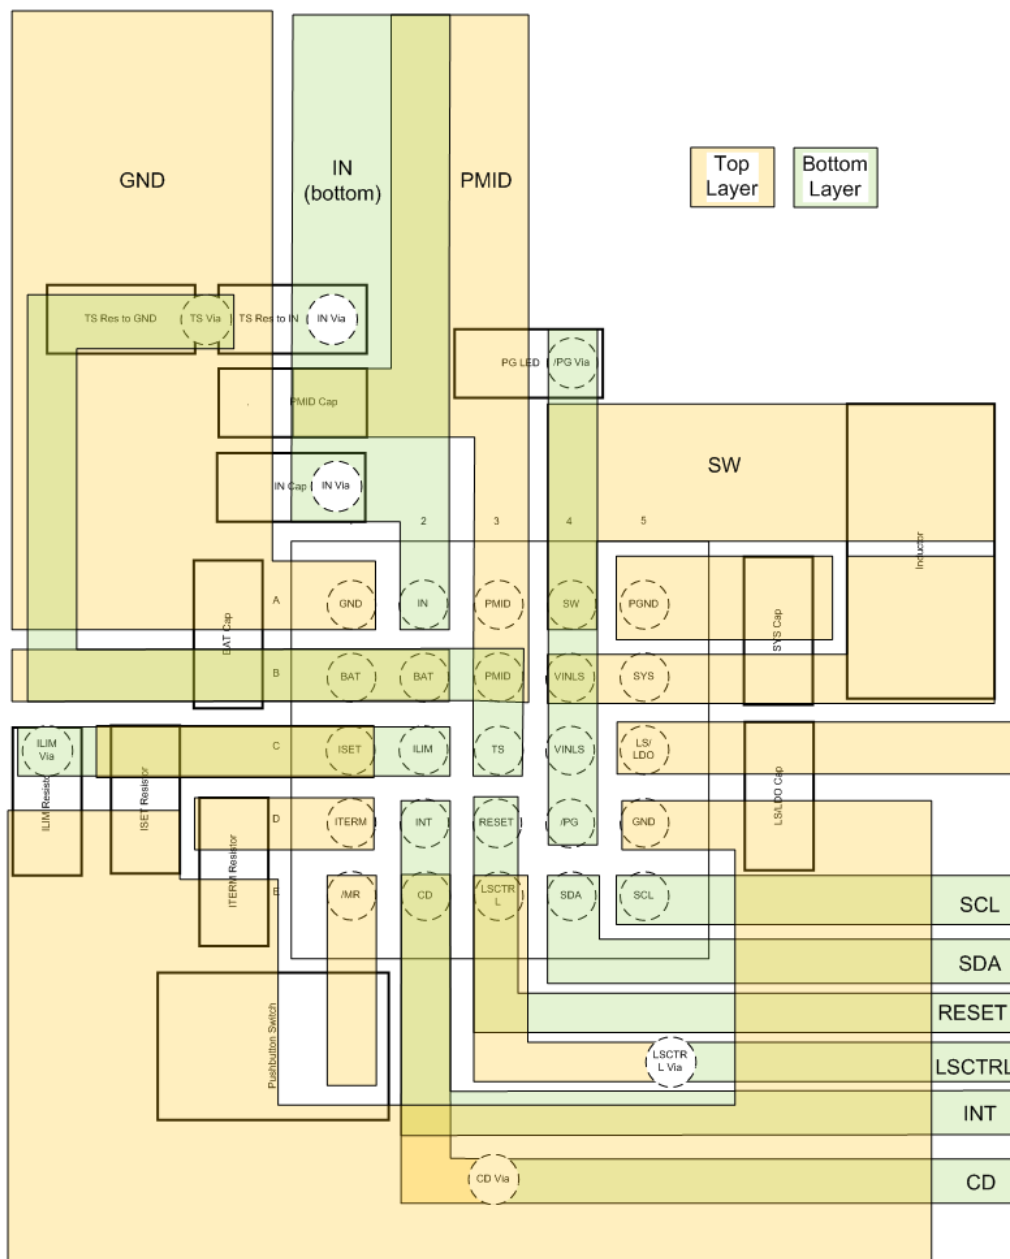 GND
IN
(bottom)
PMID
Top
Layer
Bottom
Layer
TS Res to GND
TS Via
TS Res to IN
IN Via
PG LED
/PG Via
PMID Cap
SW
IN Cap
IN Via
2
3
4
5
Inductor
A
GND
IN
PMID
SW
PGND
SYS Cap
B
BAT
BAT
PMID
VINLS
SYS
ILIM
Via
C
ISET
ILIM
TS
VINLS
LS/
LDO
ILIM Resistor
ISET Resistor
LS/LDO Cap
D
ITERM
INT
RESET
/PG
GND
ITERM Resistor
E
/MR
CD
LSCTR
L
SDA
SCL
SCL
SDA
RESET
Pushbutton Switch
LSCTR
L Via
LSCTRL
INT
CD Via
CD